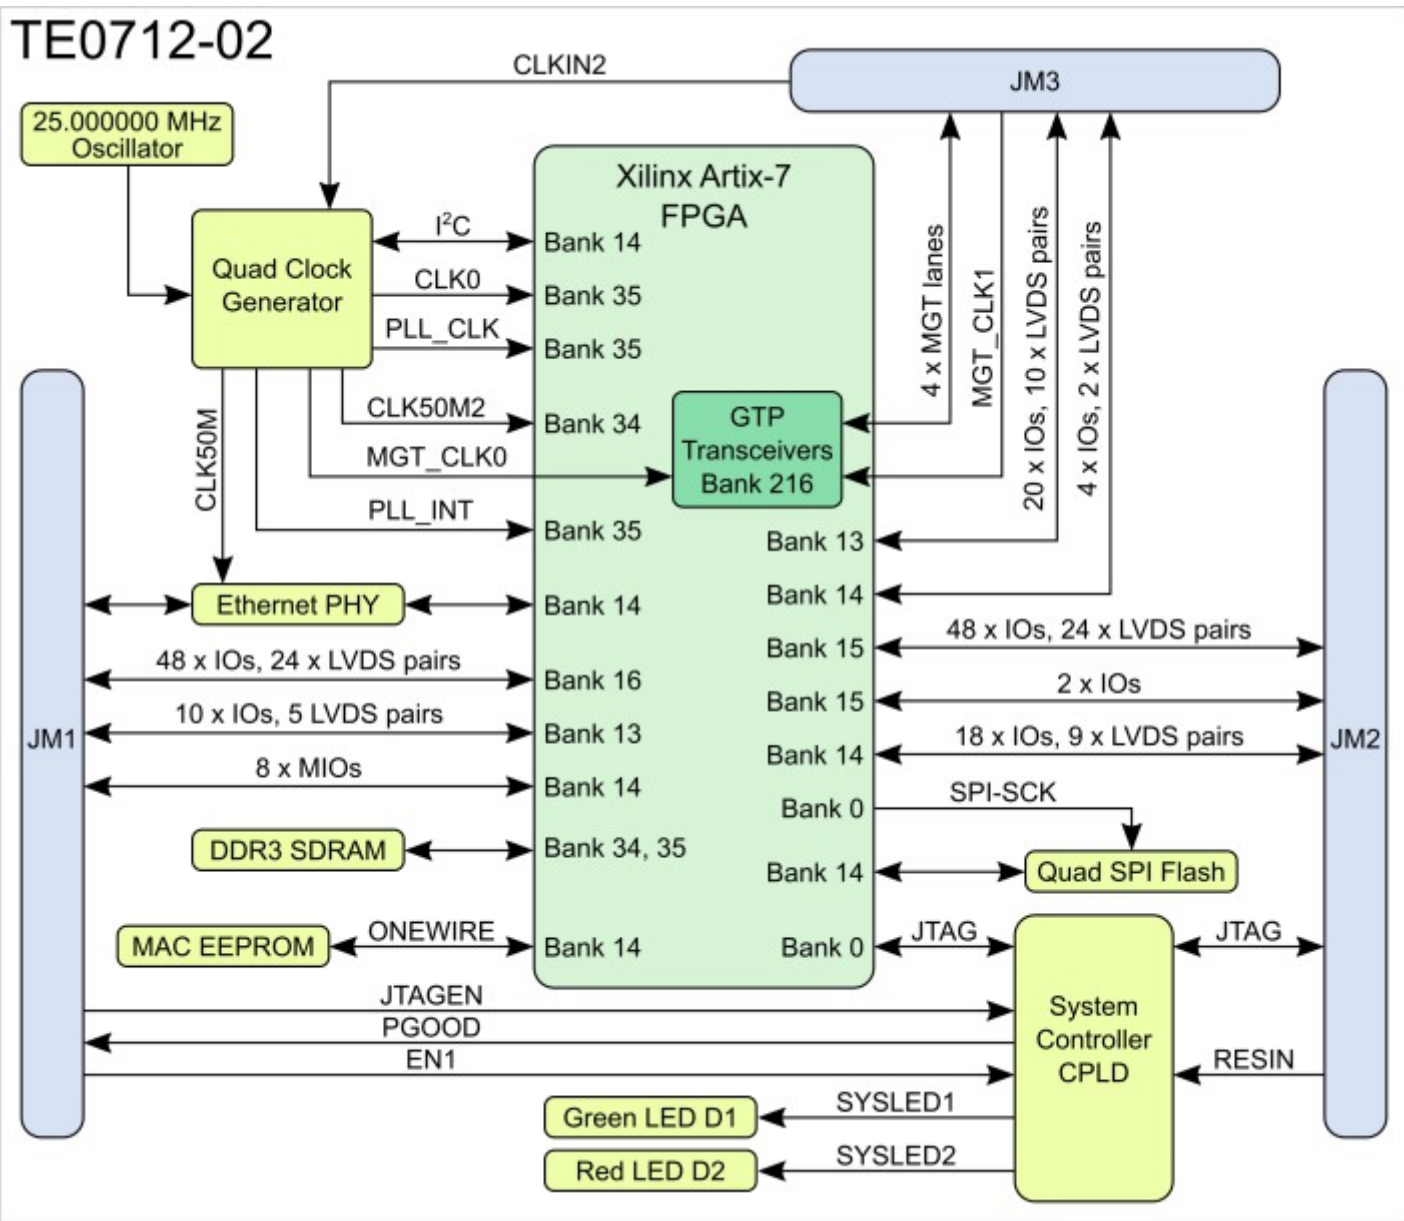 TE0712-02
CLKIN2
JM3
25.000000 MHz
Oscillator
Xilinx Artix-7
FPGA
Quad Clock
Generator
I²C
Bank 14
CLK0
Bank 35
PLL_CLK
Bank 35
CLK50M2
Bank 34
MGT_CLK0
CLK50M
PLL_INT
Bank 35
GTP
Transceivers
Bank 216
4 x MGT lanes
MGT_CLK1
20 x IOs, 10 x LVDS pairs
4 x IOs, 2 x LVDS pairs
Bank 13
Bank 14
Ethernet PHY
Bank 14
48 x IOs, 24 x LVDS pairs
Bank 16
10 x IOs, 5 LVDS pairs
Bank 13
JM1
8 x MIOs
Bank 14
Bank 15
48 x IOs, 24 x LVDS pairs
Bank 15
2 x IOs
Bank 14
18 x IOs, 9 x LVDS pairs
JM2
Bank 0
SPI-SCK
DDR3 SDRAM
Bank 34, 35
Bank 14
Quad SPI Flash
MAC EEPROM
ONEWIRE
Bank 14
Bank 0
JTAG
JTAG
JTAGEN
PGOOD
EN1
System
Controller
CPLD
RESIN
Green LED D1
SYSLED1
Red LED D2
SYSLED2